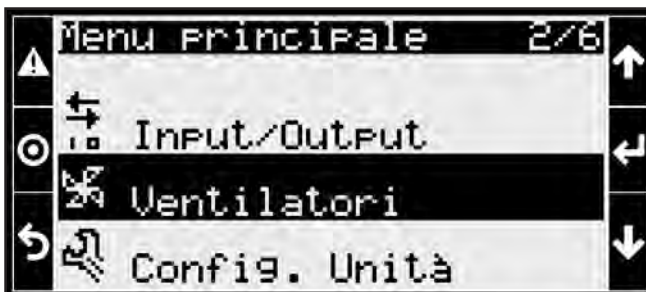 Menu principale 2/6
Input/Output
Ventilatori
Config. Unità